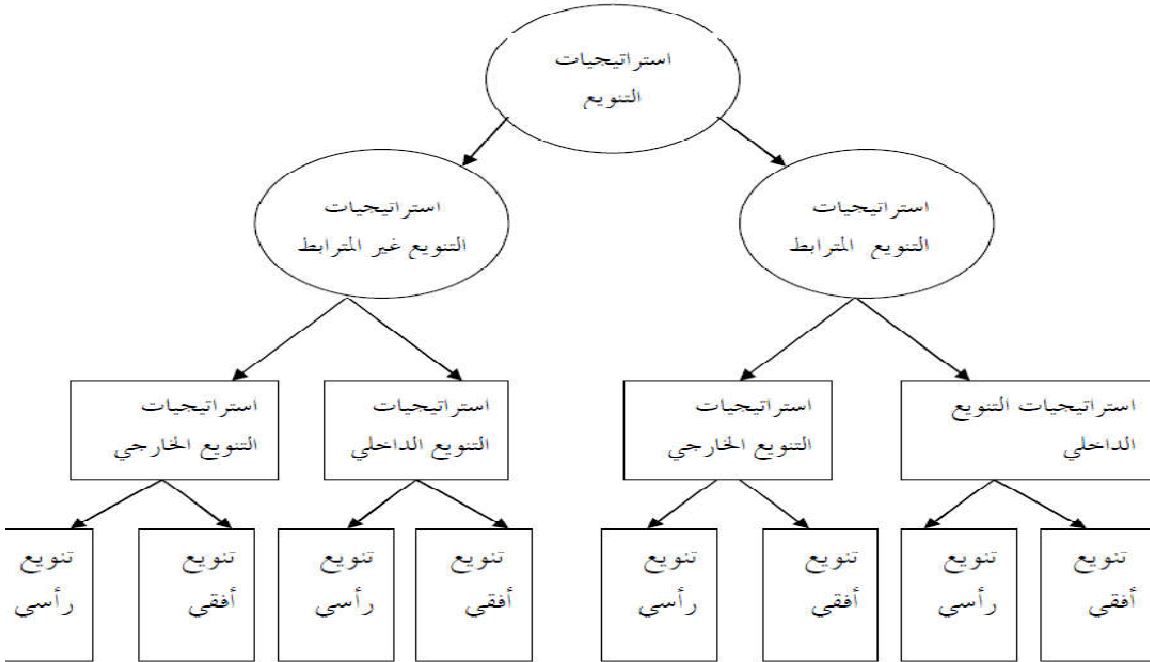 استراتيجيات
التنويع
استراتيجيات
التنويع المترابط
استراتيجيات
التنويع غير المترابط
استراتيجيات التنويع
الداخلي
استراتيجيات
التنويع الخارجي
استراتيجيات
التنويع الداخلي
استراتيجيات
التنويع الخارجي
تنويع
أفقي
تنويع
رأسي
تنويع
أفقي
تنويع
رأسي
تنويع
أفقي
تنويع
رأسي
تنويع
أفقي
تنويع
رأسي